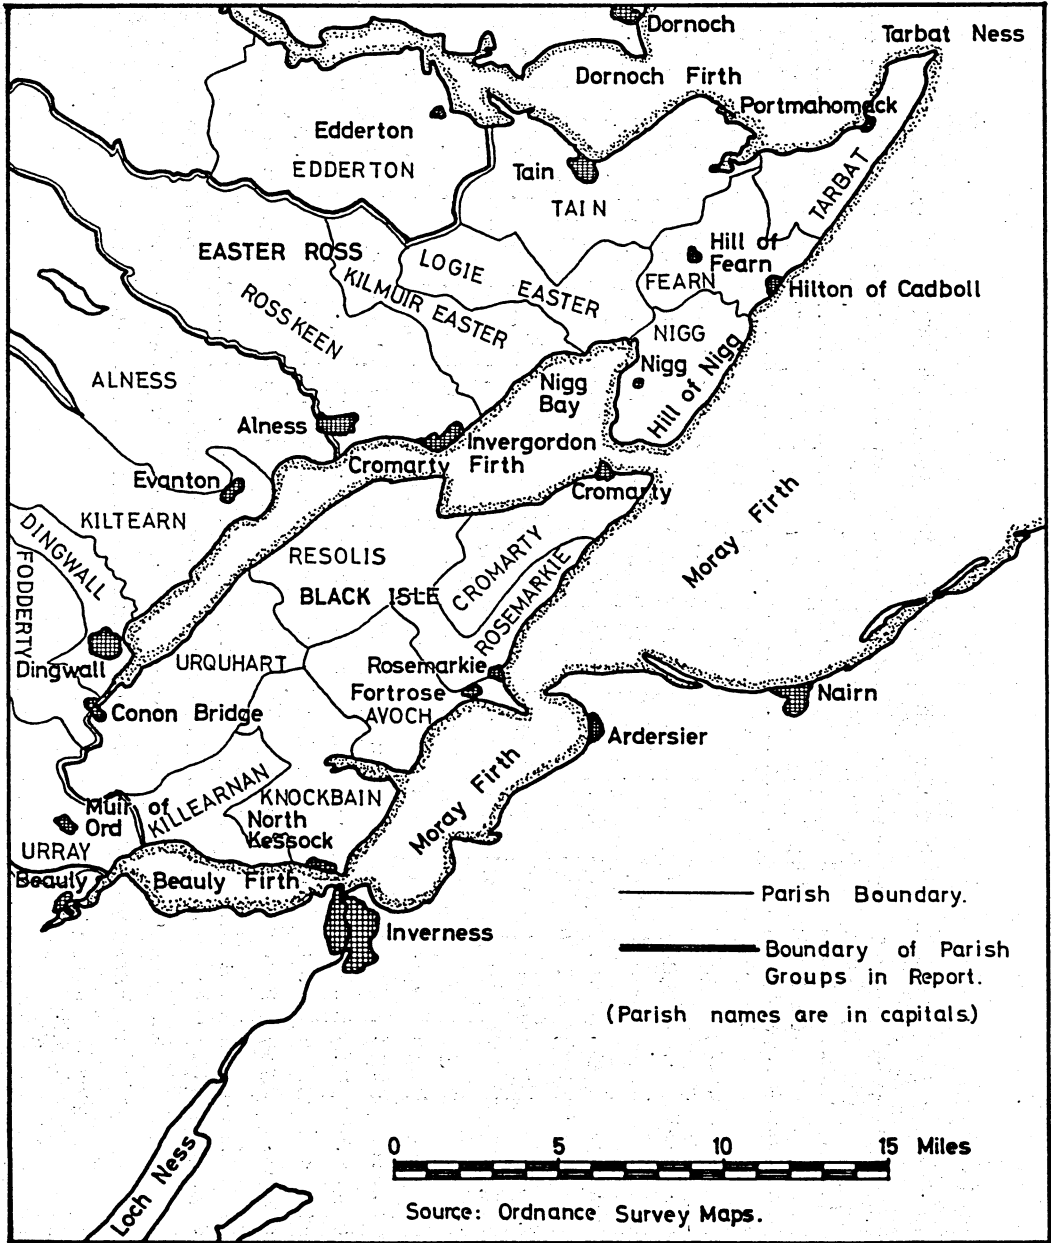 Dornoch
Tarbat Ness
Dornoch Firth
Portmahomack
Edderton
EDDERTON
Tain
TAIN
TARBAT
EASTER ROSS
LOGIE EASTER
Hill of
Fearn
FEARN
Hilton of Cadboll
KILMUIR EASTER
ROSSKEEN
NIGG
Nigg
Hill of Nigg
ALNESS
Nigg
Bay
Alness
Invergordon
Cromarty Firth
Evanton
Cromarty
KILTEARN
Moray Firth
DINGWALL
FODDERTY
RESOLIS
CROMARTY
BLACK ISLE
ROSEMARKIE
Dingwall
URQUHART
Rosemarkie
Fortrose
AVOCH
Nairn
Conon Bridge
Ardersier
Moray Firth
KILLEARNAN
KNOCKBAIN
Muir of
Ord
North
Kessock
URRAY
Beauly
Beauly Firth
Inverness
Parish Boundary.
Boundary of Parish
Groups in Report.
(Parish names are in capitals.)
Loch Ness
0 5 10 15 Miles
Source: Ordnance Survey Maps.